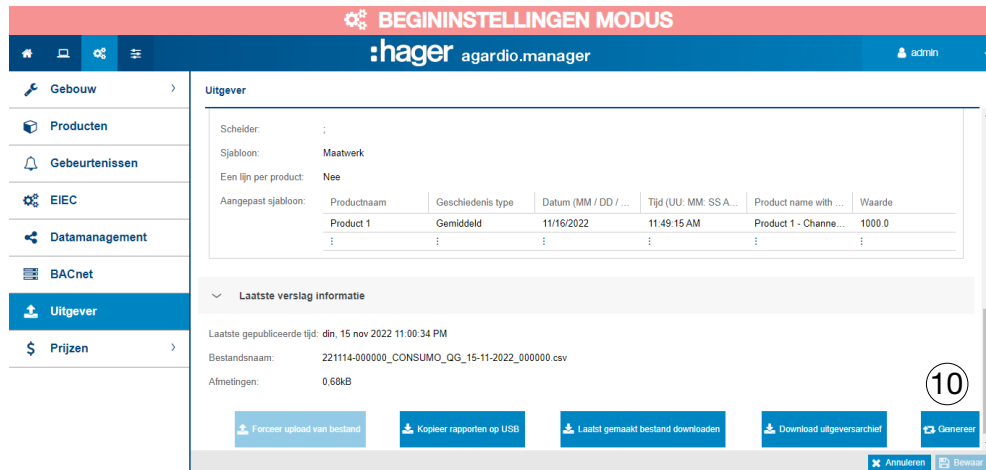 BEGININSTELLINGEN MODUS
:hager agardio.manager
admin
Gebouw
Uitgever
Producten
Gebeurtenissen
EIEC
Datamanagement
BACnet
Uitgever
Prijzen
Scheider: ;
Sjabloon: Maatwerk
Een lijn per product: Nee
Aangepast sjabloon: Productnaam Geschiedenis type Datum (MM / DD / ... Tijd (UU: MM: SS A... Product name with ... Waarde
Product 1 Gemiddeld 11/16/2022 11:49:15 AM Product 1 - Channe... 1000.0
: : : : : :
Laatste verslag informatie
Laatste gepubliceerde tijd: din, 15 nov 2022 11:00:34 PM
Bestandsnaam: 221114-000000_CONSUMO_QG_15-11-2022_000000.csv
Afmetingen: 0,68kB
10
Forceer upload van bestand Kopieer rapporten op USB Laatst gemaakt bestand downloaden Download uitgeversarchief Genereer
Annuleren Bewaar